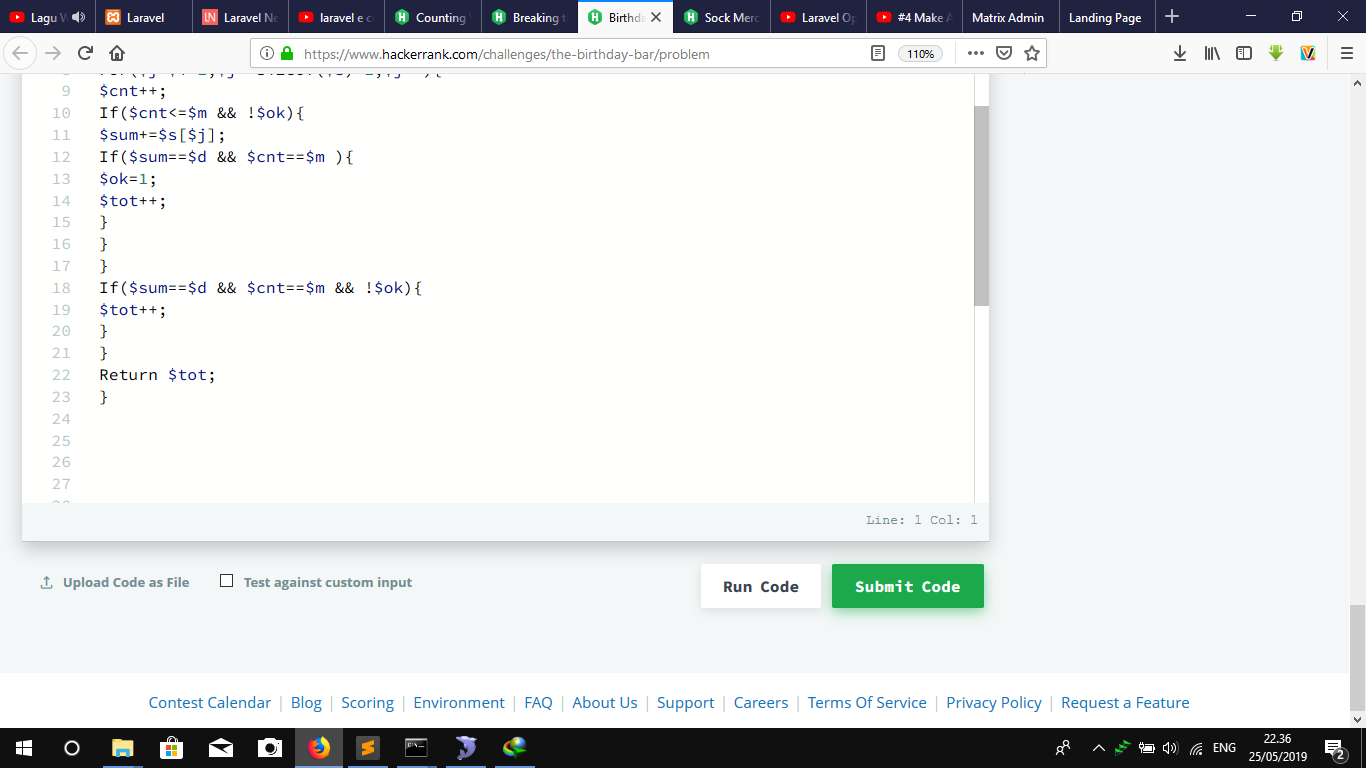 Lagu W
Laravel
Laravel Ne
laravel e c
Counting
Breaking t
Birthda
Sock Merc
Laravel Op
#4 Make A
Matrix Admin
Landing Page
https://www.hackerrank.com/challenges/the-birthday-bar/problem
110%
9 $cnt++;
10 If($cnt<=$m && !$ok){
11 $sum+=$s[$j];
12 If($sum==$d && $cnt==$m ){
13 $ok=1;
14 $tot++;
15 }
16 }
17 }
18 If($sum==$d && $cnt==$m && !$ok){
19 $tot++;
20 }
21 }
22 Return $tot;
23 }
24
25
26
27
Line: 1 Col: 1
Upload Code as File
Test against custom input
Run Code
Submit Code
Contest Calendar | Blog | Scoring | Environment | FAQ | About Us | Support | Careers | Terms Of Service | Privacy Policy | Request a Feature
ENG
22.36
25/05/2019
2